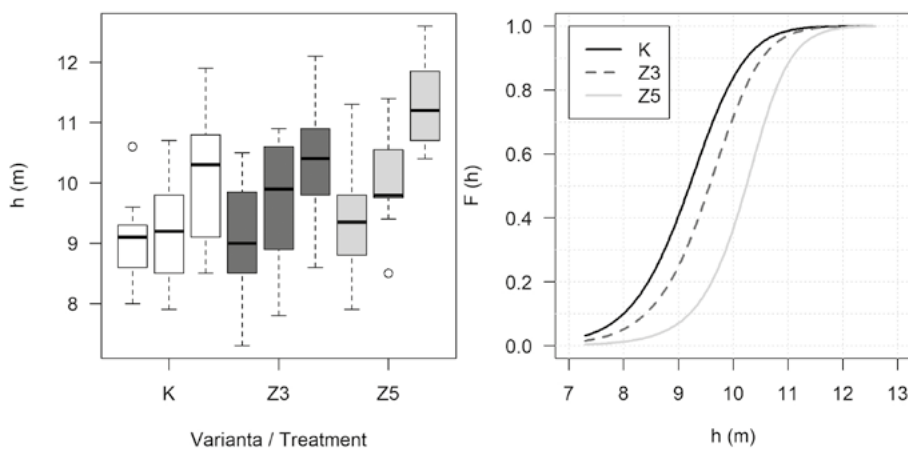 h (m)
12
11
10
9
8
K Z3 Z5
Varianta / Treatment
F (h)
1.0
0.8
0.6
0.4
0.2
0.0
K
Z3
Z5
7 8 9 10 11 12 13
h (m)